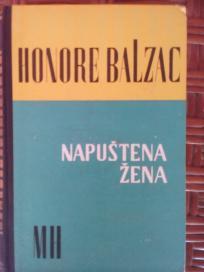 HONORE BALZAC
NAPUŠTENA
ŽENA
MH